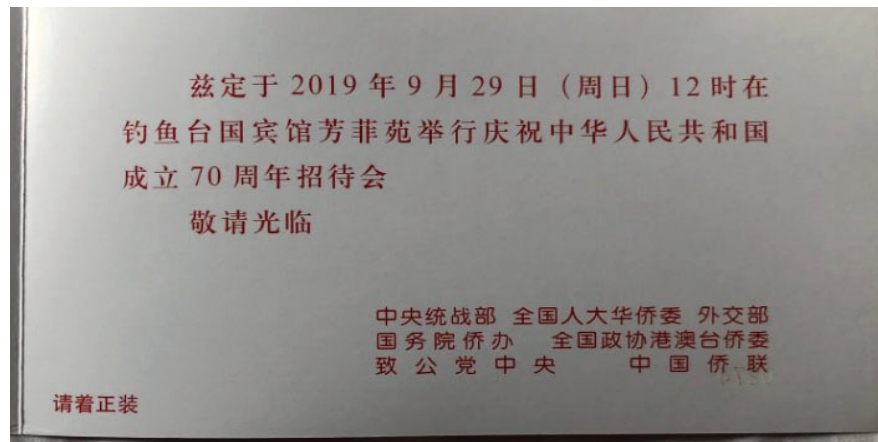 兹定于 2019 年 9 月 29 日（周日）12 时在
钓鱼台国宾馆芳菲苑举行庆祝中华人民共和国
成立 70 周年招待会
敬请光临
中央统战部 全国人大华侨委 外交部
国务院侨办 全国政协港澳台侨委
致公党中央 中国侨联
请着正装